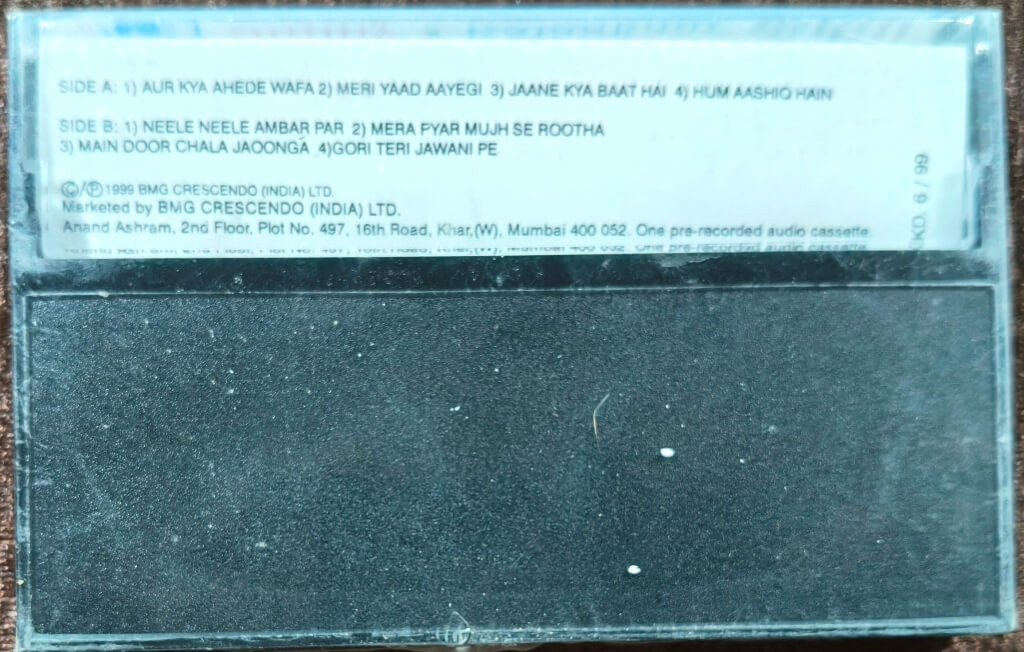 SIDE A: 1) AUR KYA AHEDE WAFA 2) MERI YAAD AAYEGI 3) JAANE KYA BAAT HAI 4) HUM AASHIQ HAIN
SIDE B: 1) NEELE NEELE AMBAR PAR 2) MERA PYAR MUJH SE ROOTHA
3) MAIN DOOR CHALA JAOONGA 4)GORI TERI JAWANI PE
©/℗ 1999 BMG CRESCENDO (INDIA) LTD.
Marketed by BMG CRESCENDO (INDIA) LTD.
Anand Ashram, 2nd Floor, Plot No. 497, 16th Road, Khar,(W), Mumbai 400 052. One pre-recorded audio cassette
PKD. 6 / 99